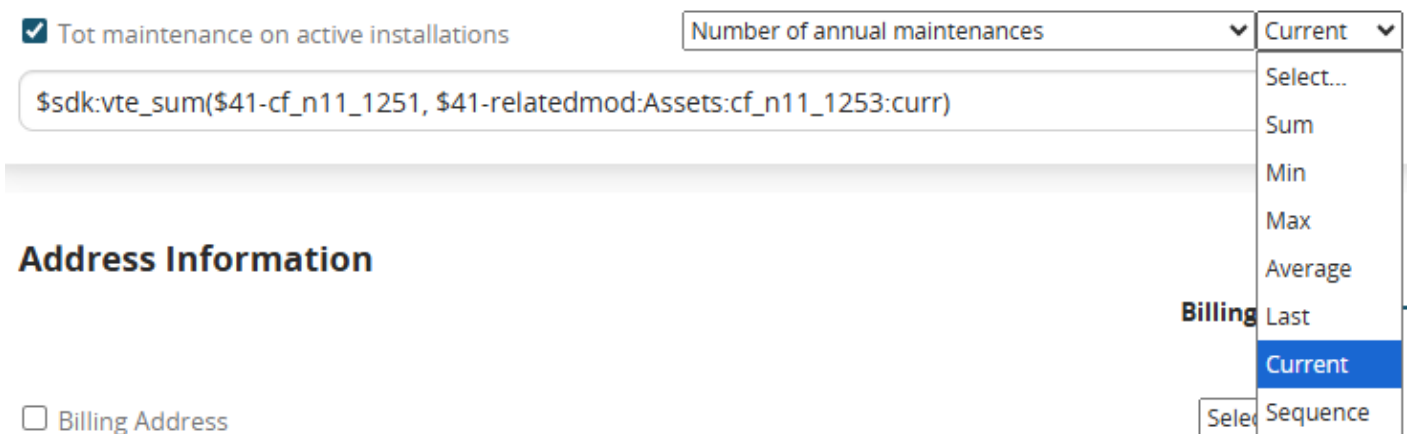 Tot maintenance on active installations
Number of annual maintenances
Current
$sdk:vte_sum($41-cf_n11_1251, $41-relatedmod:Assets:cf_n11_1253:curr)
Select...
Sum
Min
Max
Average
Last
Current
Sequence
Address Information
Billing
Billing Address
Selec